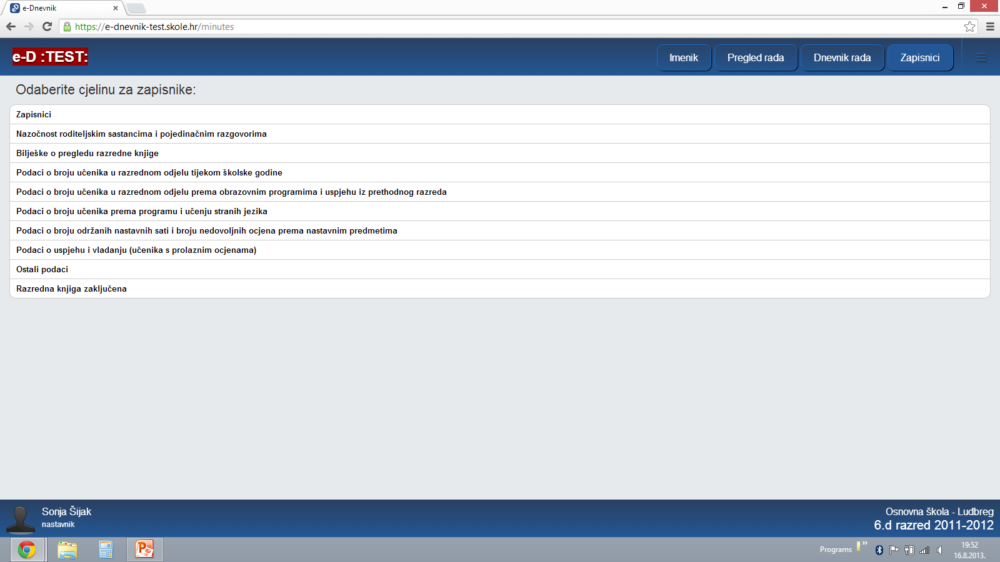 e-Dnevnik
https://e-dnevnik-test.skole.hr/minutes
e-D :TEST:
Imenik
Pregled rada
Dnevnik rada
Zapisnici
Odaberite cjelinu za zapisnike:
Zapisnici
Nazočnost roditeljskim sastancima i pojedinačnim razgovorima
Bilješke o pregledu razredne knjige
Podaci o broju učenika u razrednom odjelu tijekom školske godine
Podaci o broju učenika u razrednom odjelu prema obrazovnim programima i uspjehu iz prethodnog razreda
Podaci o broju učenika prema programu i učenju stranih jezika
Podaci o broju održanih nastavnih sati i broju nedovoljnih ocjena prema nastavnim predmetima
Podaci o uspjehu i vladanju (učenika s prolaznim ocjenama)
Ostali podaci
Razredna knjiga zaključena
Sonja Šijak
nastavnik
Osnovna škola - Ludbreg
6.d razred 2011-2012
Programs
19:52
16.8.2013.